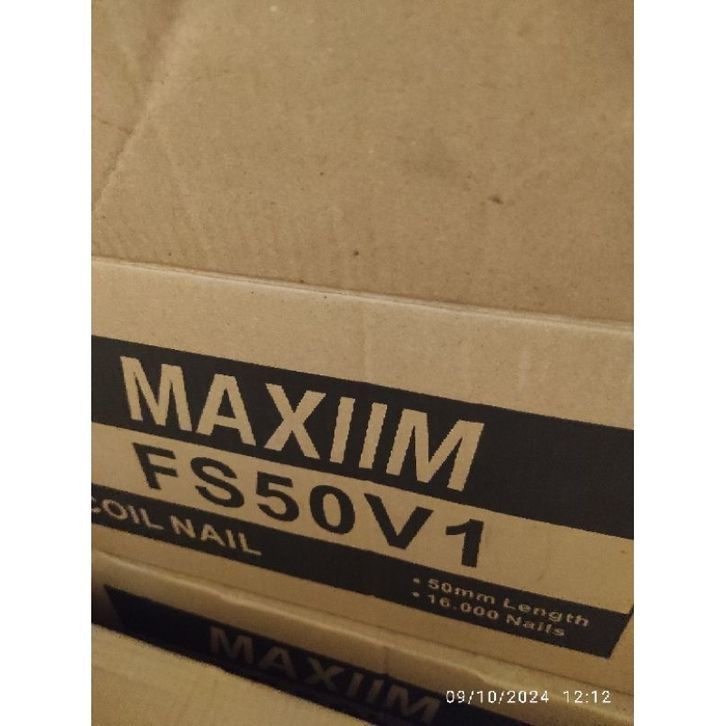 MAXIIM
FS50V1
COIL NAIL
• 50mm Length
• 16.000 Nails
MAXIIM
09/10/2024 12:12